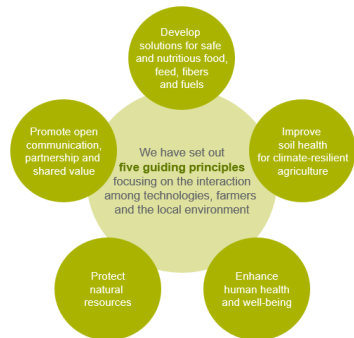 Develop
solutions for safe
and nutritious food,
feed, fibers
and fuels
Promote open
communication,
partnership and
shared value
We have set out
five guiding principles
focusing on the interaction
among technologies, farmers
and the local environment
Improve
soil health
for climate-resilient
agriculture
Protect
natural
resources
Enhance
human health
and well-being